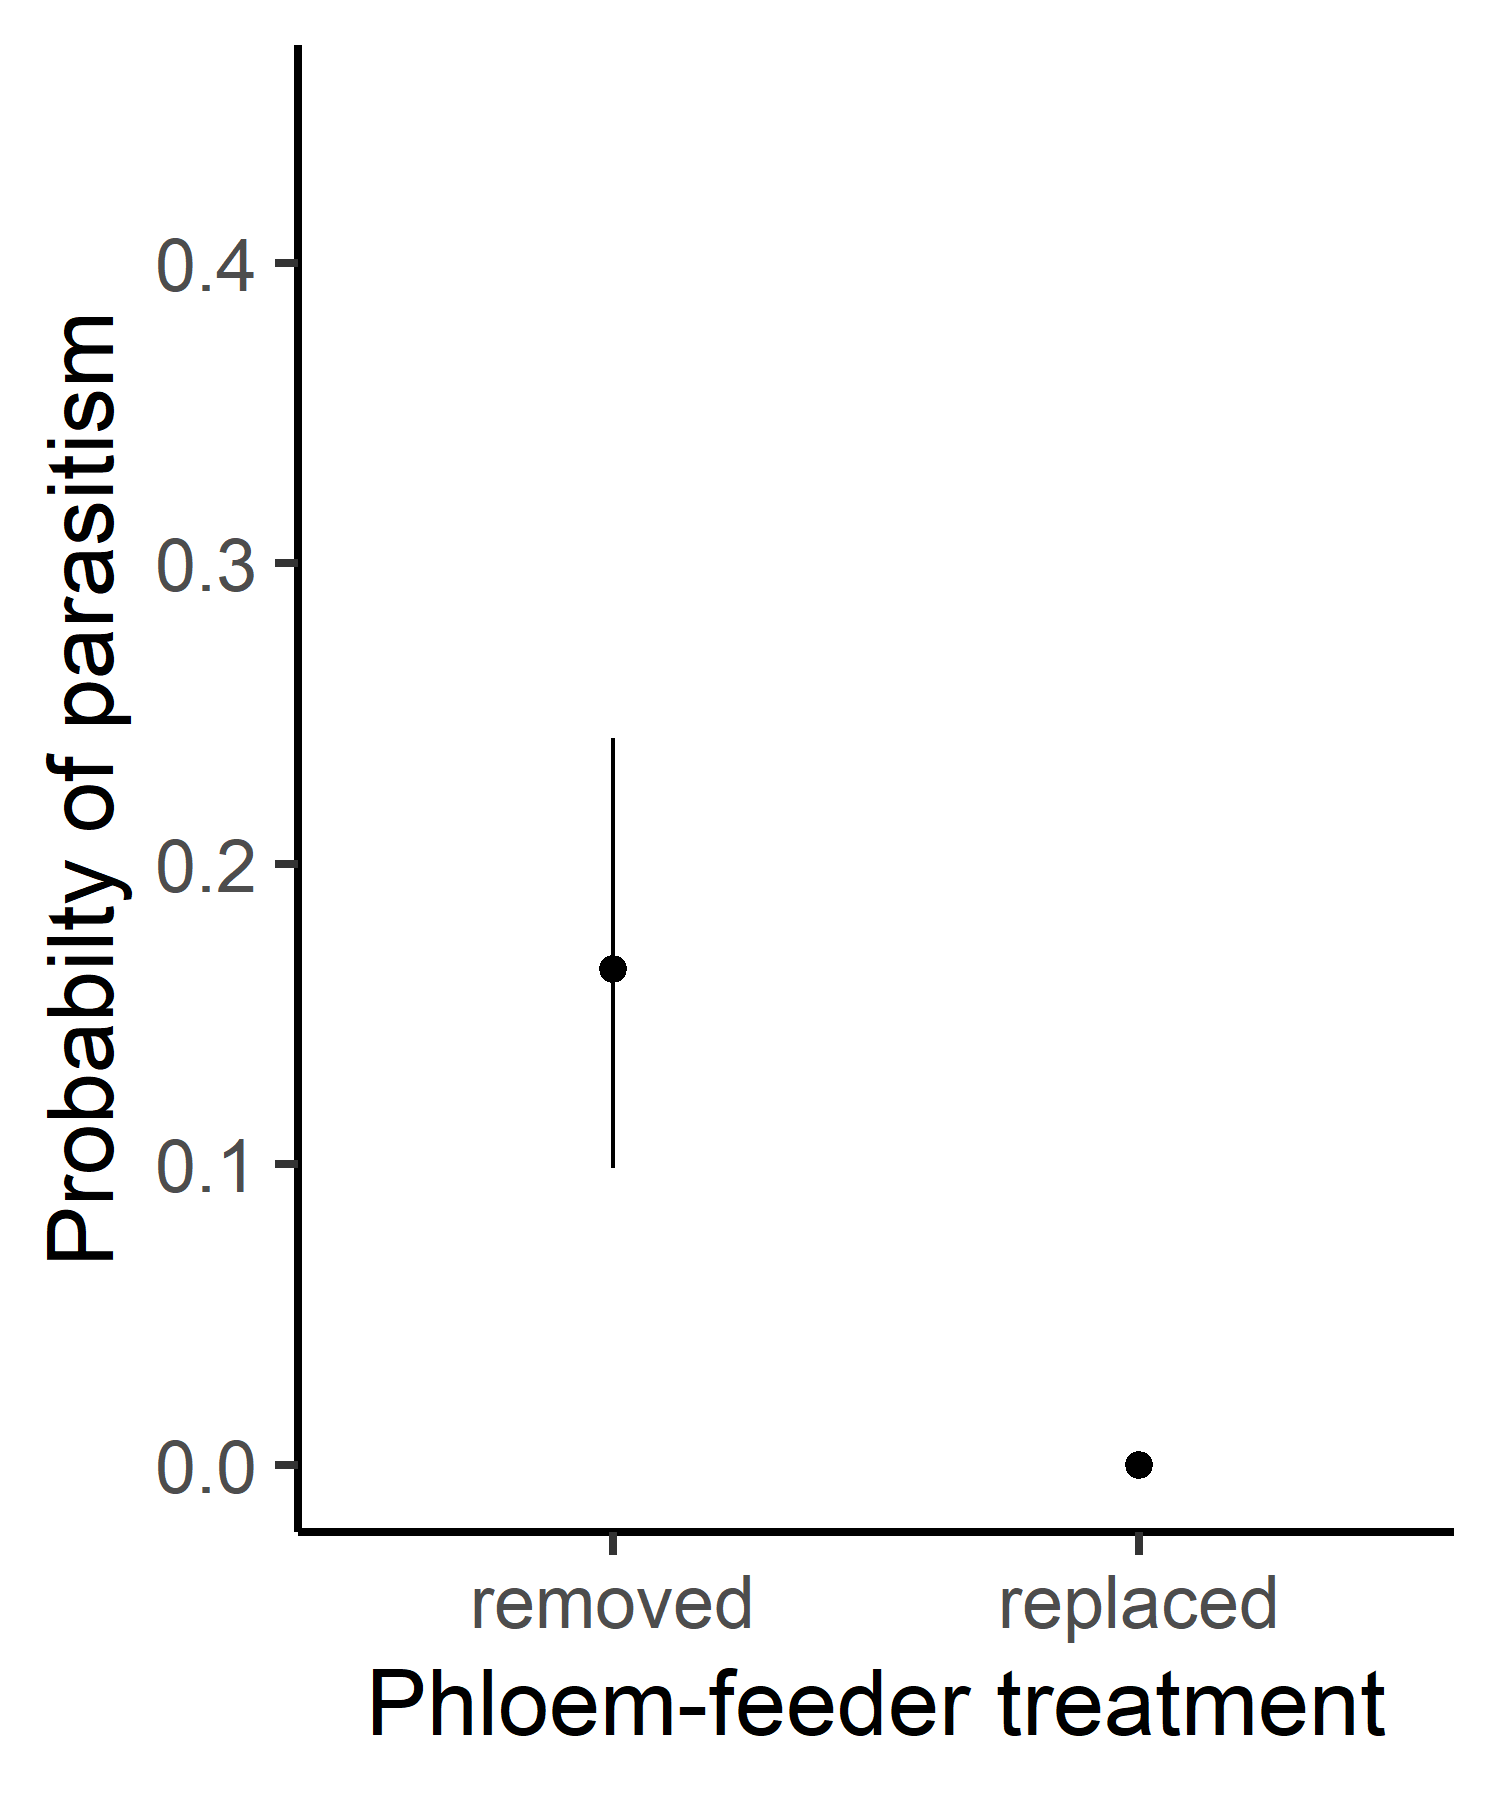 Probabilty of parasitism
0.4
0.3
0.2
0.1
0.0
removed replaced
Phloem-feeder treatment